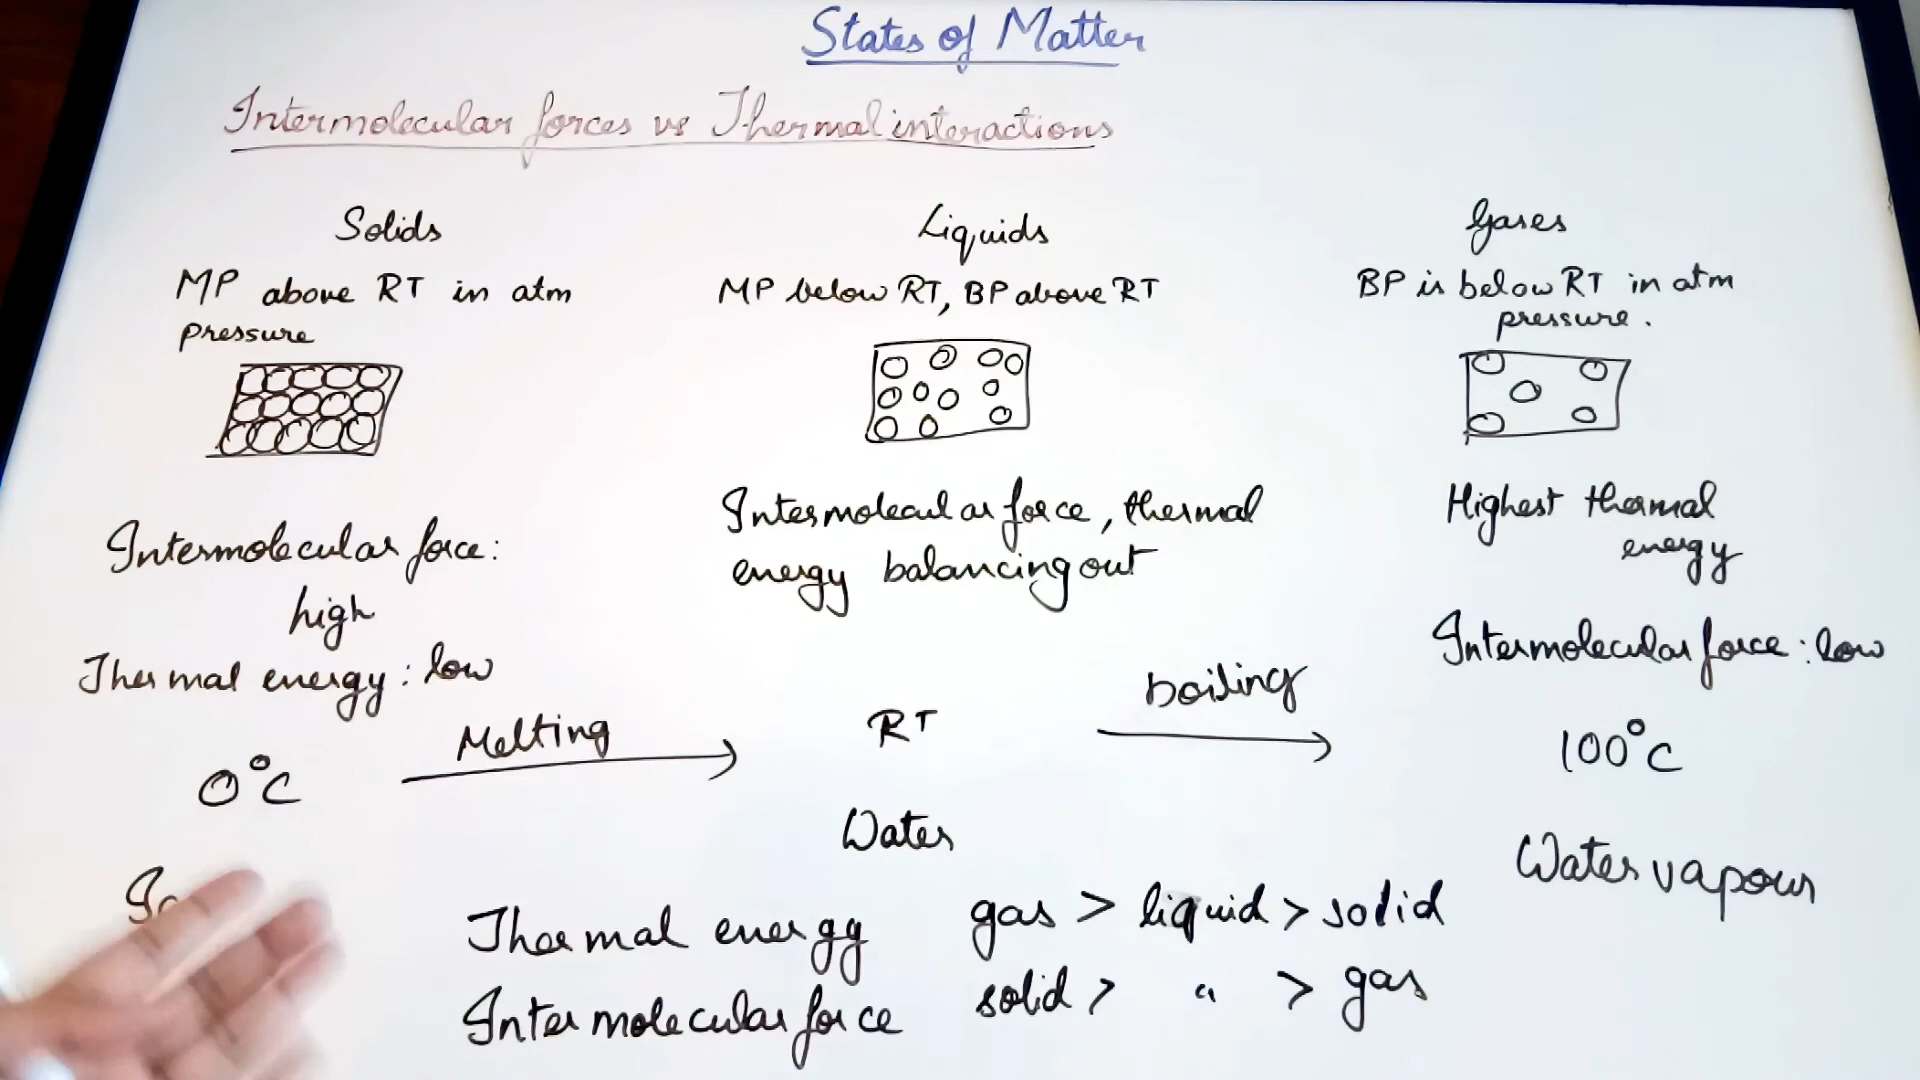 States of Matter
Intermolecular forces vs Thermal interactions
Solids
MP above RT in atm
pressure
Intermolecular force:
high
Thermal energy: low
0°C
Melting
Liquids
MP below RT, BP above RT
Intermolecular force, thermal
energy balancing out
RT
Water
boiling
Gases
BP is below RT in atm
pressure.
Highest thermal
energy
Intermolecular force: low
100°C
Water vapour
Thermal energy gas > liquid > solid
Intermolecular force solid > " > gas